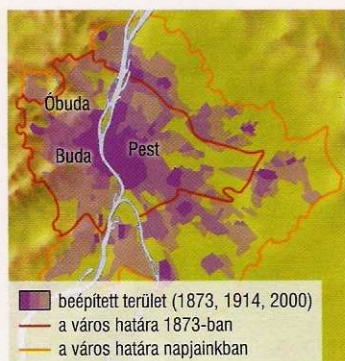 Óbuda
Buda
Pest
beépített terület (1873, 1914, 2000)
a város határa 1873-ban
a város határa napjainkban